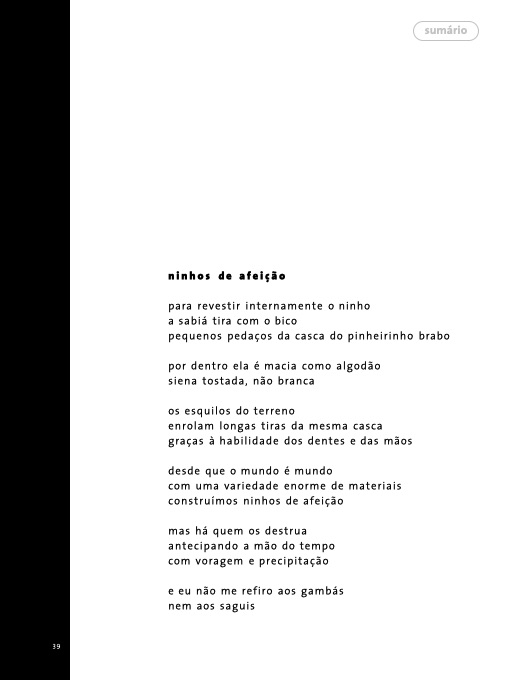 sumário
ninhos de afeição
para revestir internamente o ninho
a sabiá tira com o bico
pequenos pedaços da casca do pinheirinho brabo
por dentro ela é macia como algodão
siena tostada, não branca
os esquilos do terreno
enrolam longas tiras da mesma casca
graças à habilidade dos dentes e das mãos
desde que o mundo é mundo
com uma variedade enorme de materiais
construímos ninhos de afeição
mas há quem os destrua
antecipando a mão do tempo
com voragem e precipitação
e eu não me refiro aos gambás
nem aos saguis
39